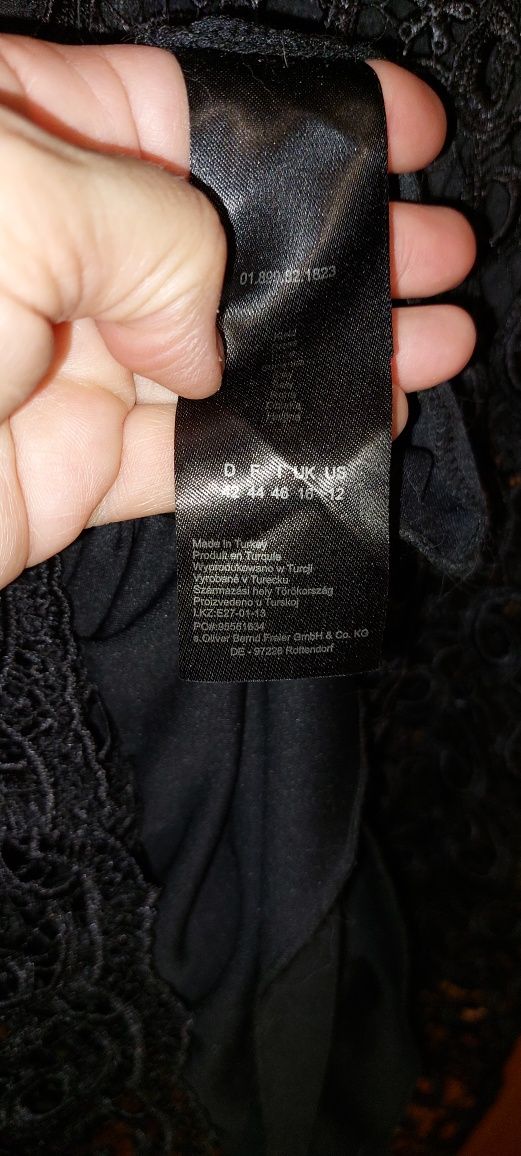 01.899.82.1823
D F I UK US
42 44 46 16 12
Made in Turkey
Produit en Turquie
Wyprodukowano w Turcji
Vyrobené v Turecku
Származási hely Törökország
Proizvedeno u Turskoj
LKZ:E27-01-13
PO#:95561634
s.Oliver Bernd Freier GmbH & Co. KG
DE - 97228 Rottendorf